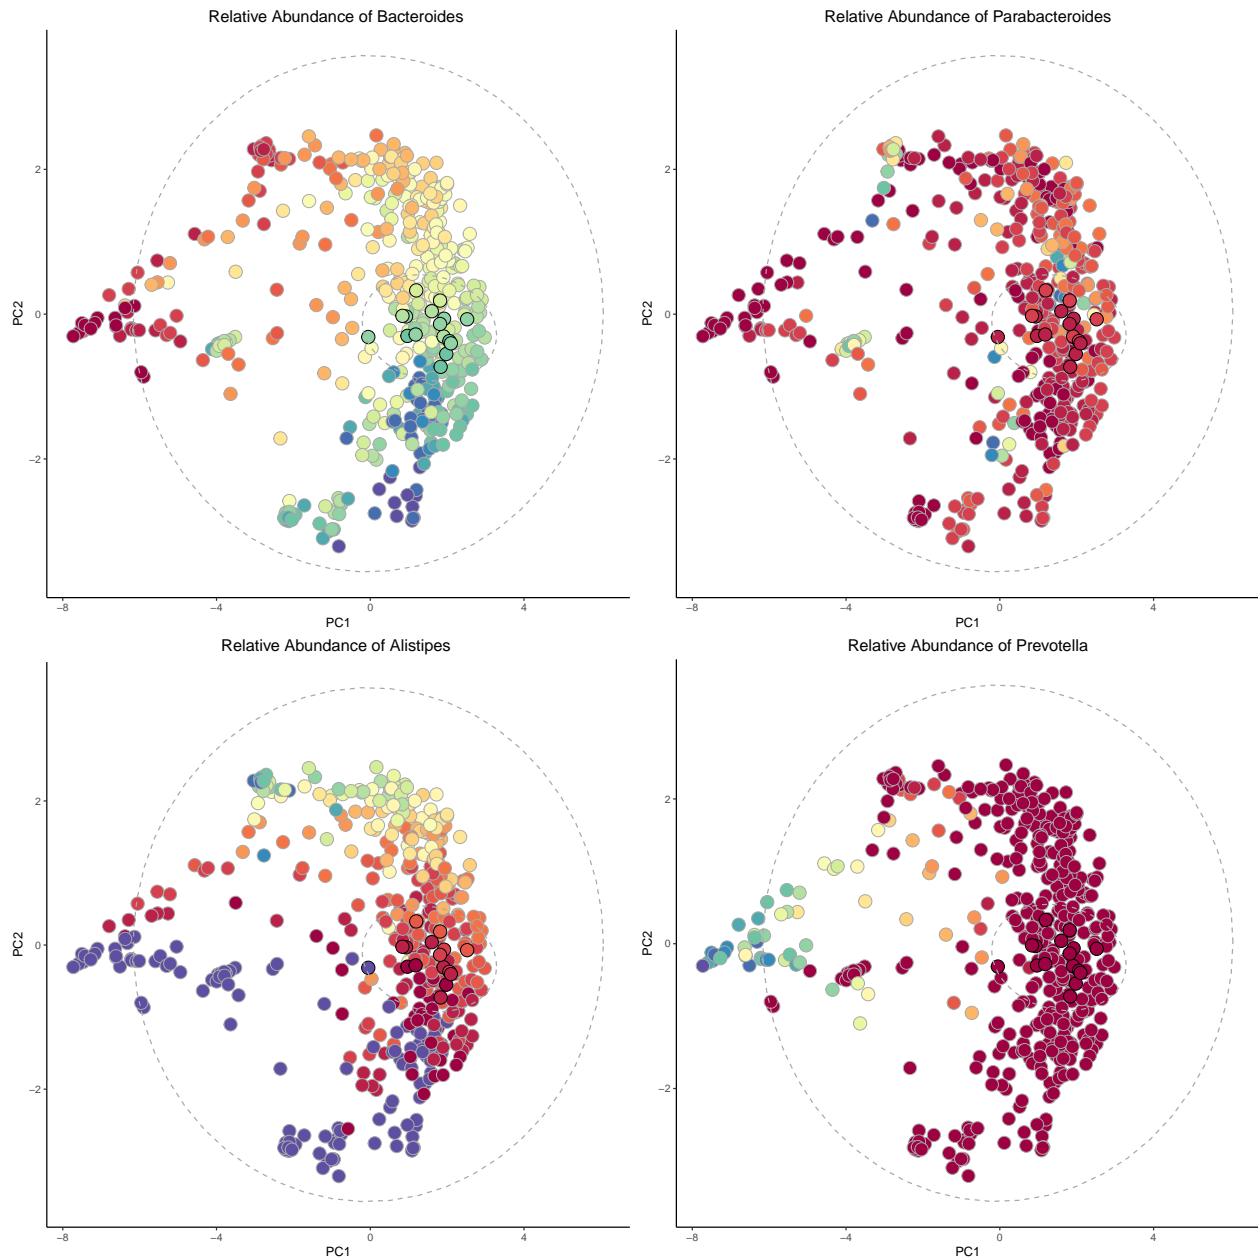 Relative Abundance of Bacteroides
2
0
−2
PC2
−8
−4
0
4
PC1
Relative Abundance of Parabacteroides
2
0
−2
PC2
−8
−4
0
4
PC1
Relative Abundance of Alistipes
2
0
−2
PC2
−8
−4
0
4
PC1
Relative Abundance of Prevotella
2
0
−2
PC2
−8
−4
0
4
PC1